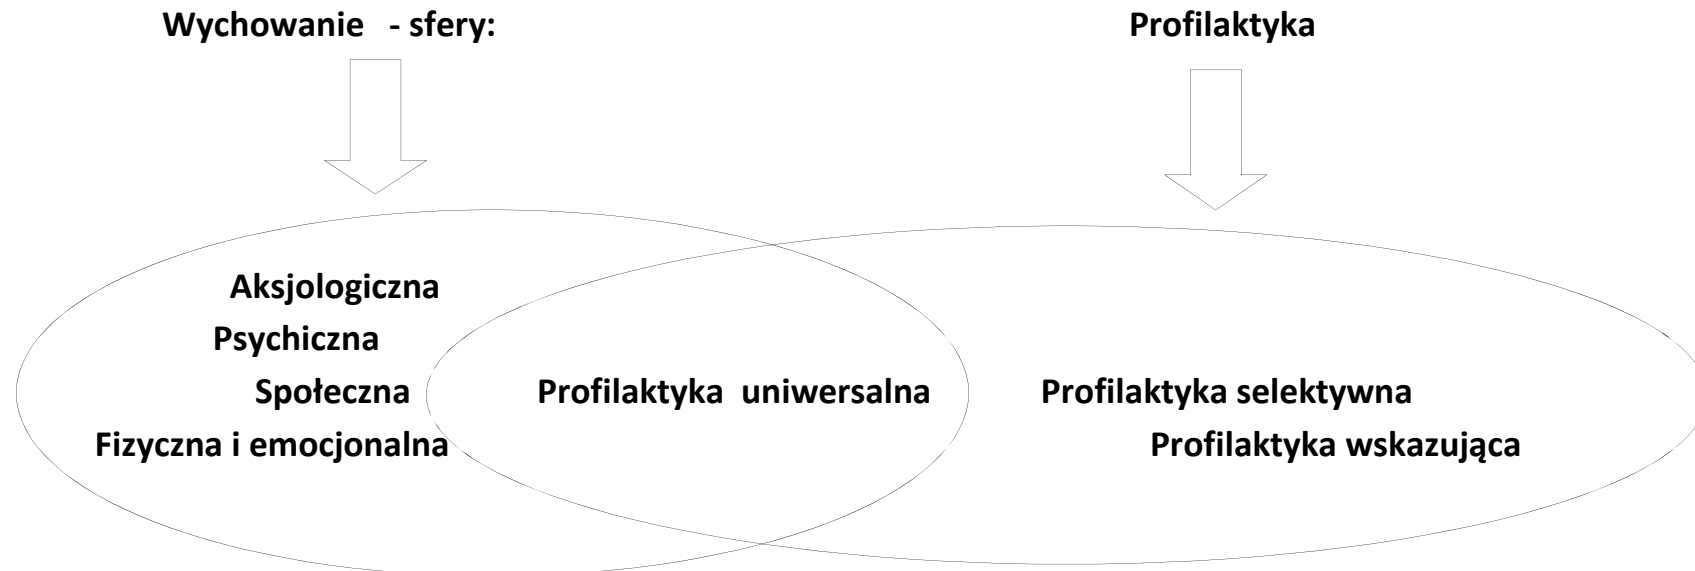 Wychowanie - sfery:
Profilaktyka
Aksjologiczna
Psychiczna
Społeczna
Fizyczna i emocjonalna
Profilaktyka uniwersalna
Profilaktyka selektywna
Profilaktyka wskazująca